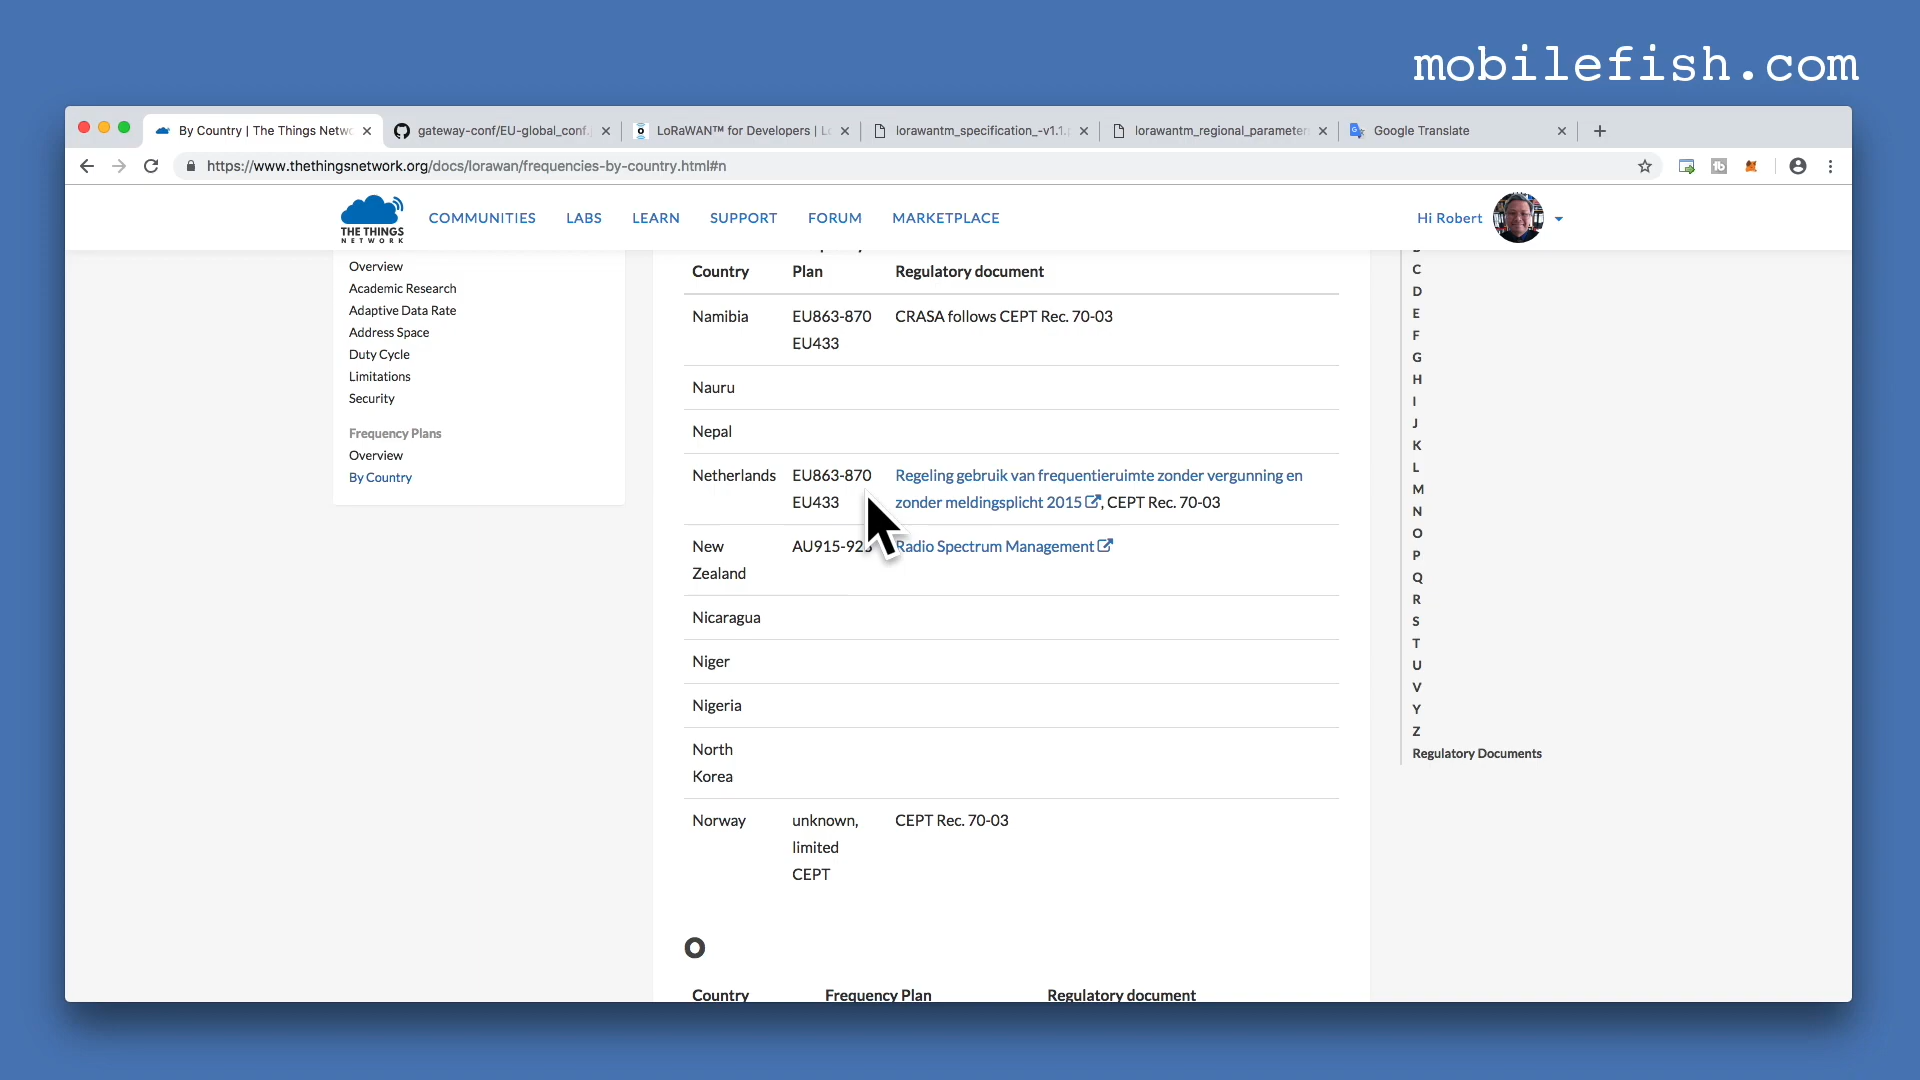 mobilefish.com
By Country | The Things Netwo
gateway-conf/EU-global_conf.
LoRaWAN™ for Developers | Lo
lorawantm_specification_-v1.1.
lorawantm_regional_parameter
Google Translate
https://www.thethingsnetwork.org/docs/lorawan/frequencies-by-country.html#n
THE THINGS
NETWORK
COMMUNITIES
LABS
LEARN
SUPPORT
FORUM
MARKETPLACE
Hi Robert
Overview
Academic Research
Adaptive Data Rate
Address Space
Duty Cycle
Limitations
Security
Frequency Plans
Overview
By Country
Country Plan Regulatory document
Namibia EU863-870 CRASA follows CEPT Rec. 70-03
EU433
Nauru
Nepal
Netherlands EU863-870 Regeling gebruik van frequentieruimte zonder vergunning en
EU433 zonder meldingsplicht 2015, CEPT Rec. 70-03
New AU915-92 Radio Spectrum Management
Zealand
Nicaragua
Niger
Nigeria
North
Korea
Norway unknown, CEPT Rec. 70-03
limited
CEPT
O
Country Frequency Plan Regulatory document
C
D
E
F
G
H
I
J
K
L
M
N
O
P
Q
R
S
T
U
V
Y
Z
Regulatory Documents